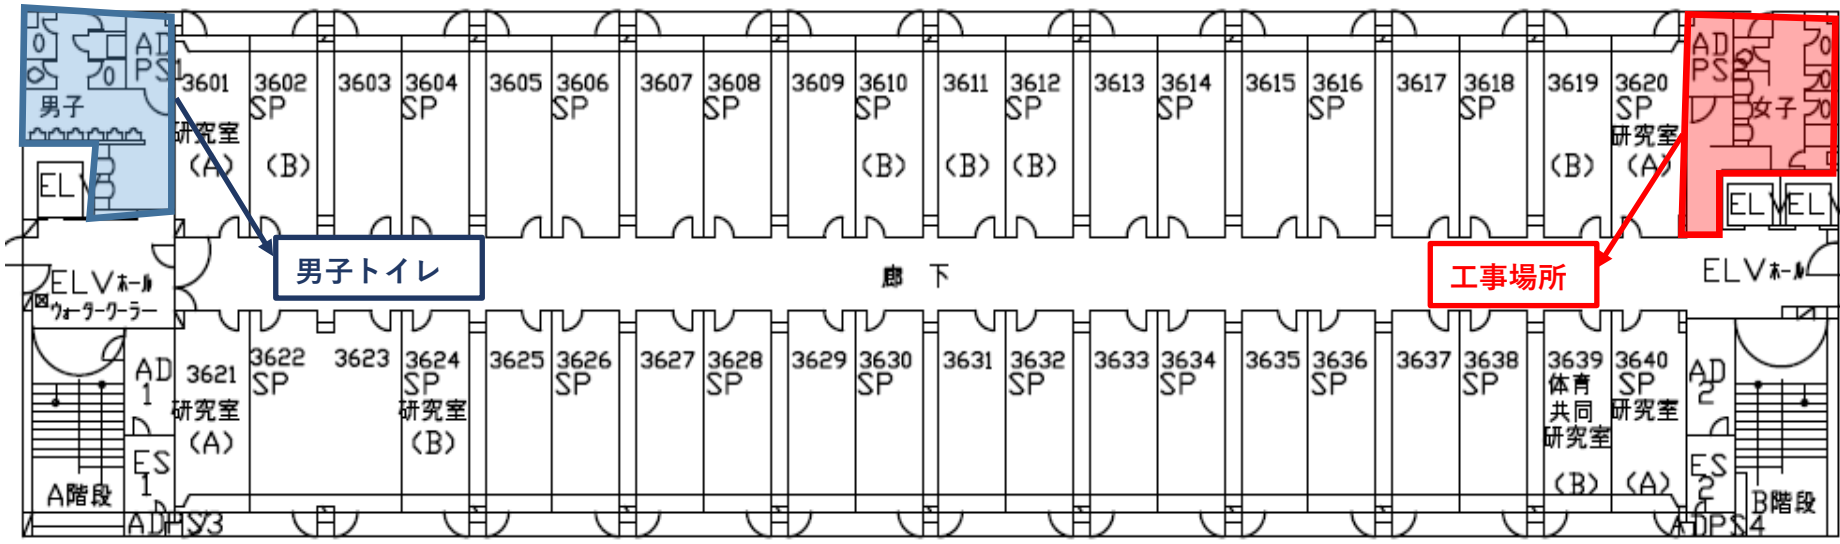 AD
PS1
男子
EL
3601
研究室
(A)
3602
SP
(B)
3603
3604
SP
3605
3606
SP
3607
3608
SP
3609
3610
SP
(B)
3611
(B)
3612
SP
(B)
3613
3614
SP
3615
3616
SP
3617
3618
SP
3619
(B)
3620
SP
研究室
(A)
AD
PS2
女子
ELV
ELV
男子トイレ
廊 下
工事場所
ELVホール
ウォータークーラー
ELVホール
AD
1
ES
1
A階段
ADPS3
3621
研究室
(A)
3622
SP
3623
3624
SP
研究室
(B)
3625
3626
SP
3627
3628
SP
3629
3630
SP
3631
3632
SP
3633
3634
SP
3635
3636
SP
3637
3638
SP
3639
体育
共同
研究室
(B)
3640
SP
研究室
(A)
AD
2
ES
2
B階段
ADPS4